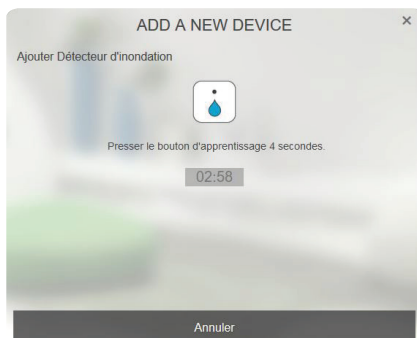 ADD A NEW DEVICE
×
Ajouter Détecteur d'inondation
Presser le bouton d'apprentissage 4 secondes.
02:58
Annuler